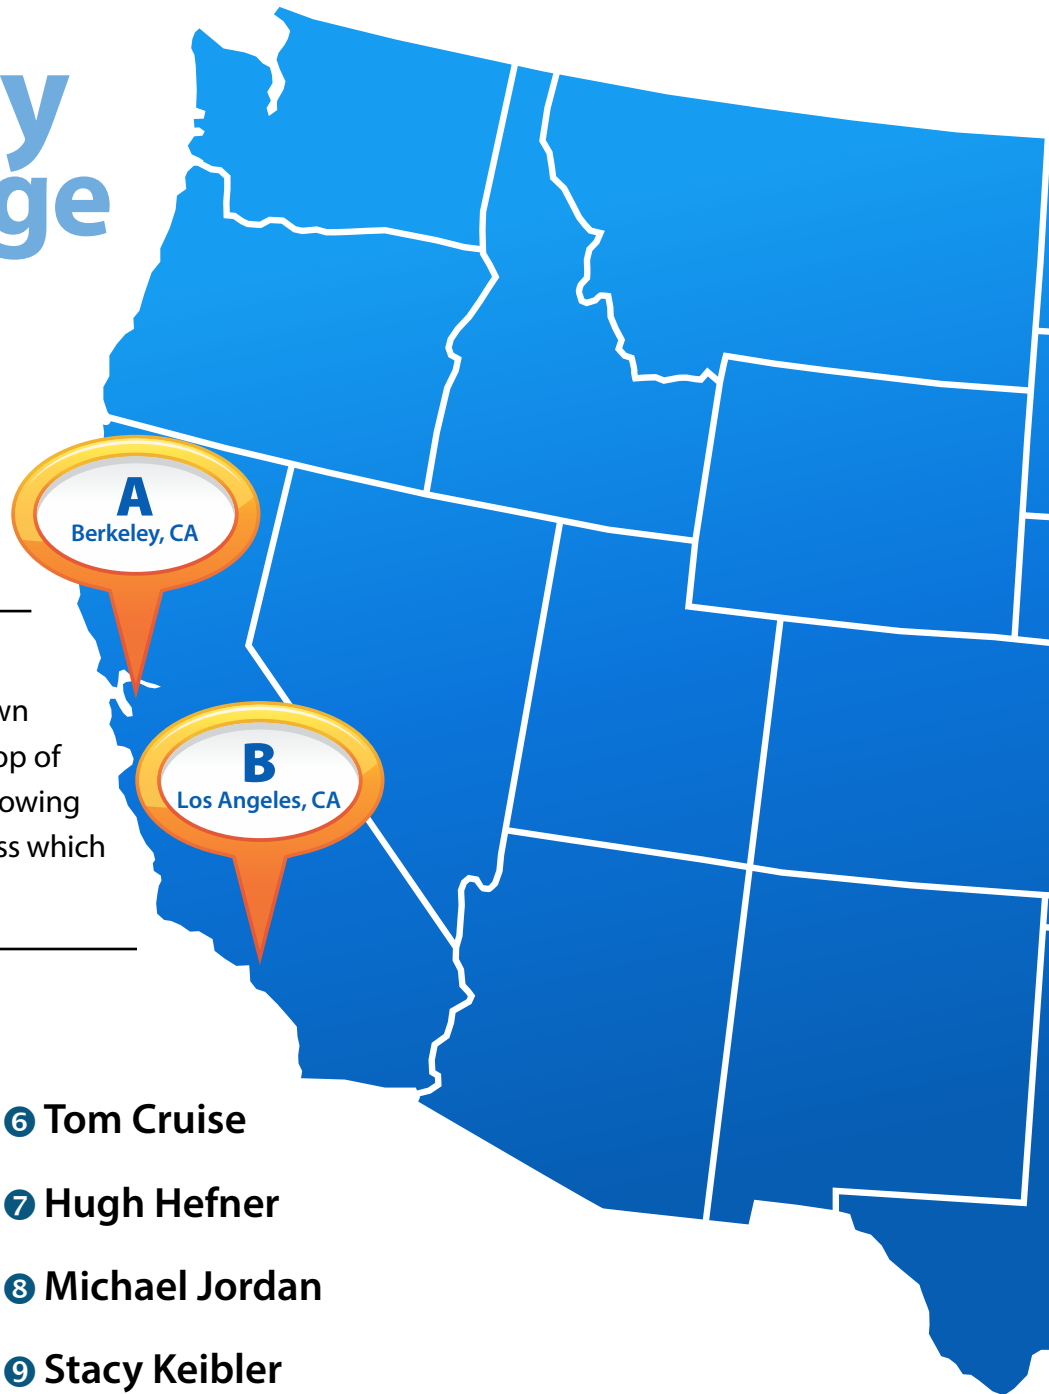 y
ge
A
Berkeley, CA
wn
op of
owing
ss which
B
Los Angeles, CA
6 Tom Cruise
7 Hugh Hefner
8 Michael Jordan
9 Stacy Keibler